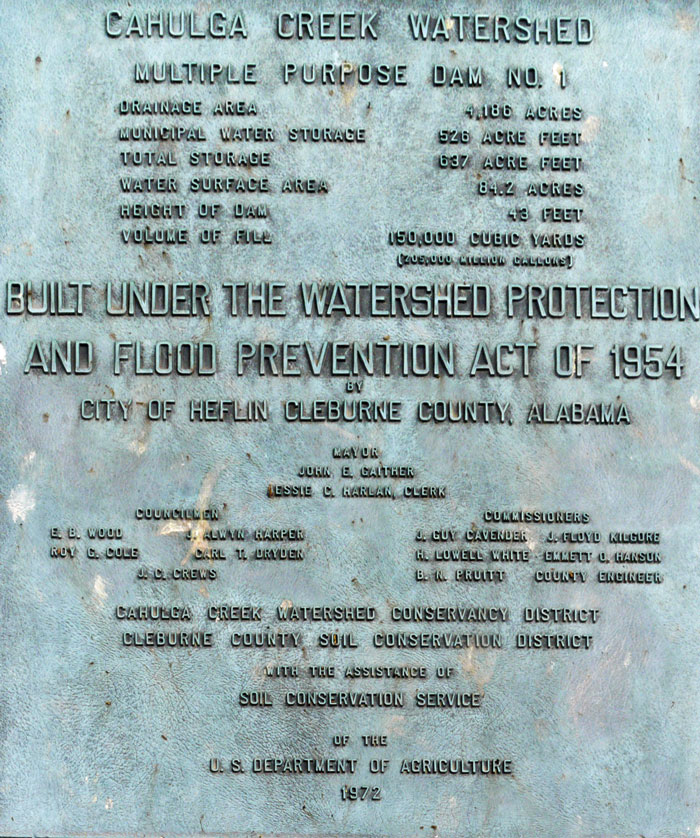 CAHULGA CREEK WATERSHED
MULTIPLE PURPOSE DAM NO. 1
DRAINAGE AREA 4,186 ACRES
MUNICIPAL WATER STORAGE 526 ACRE FEET
TOTAL STORAGE 637 ACRE FEET
WATER SURFACE AREA 84.2 ACRES
HEIGHT OF DAM 43 FEET
VOLUME OF FILL 150,000 CUBIC YARDS
(205,000 MILLION GALLONS)
BUILT UNDER THE WATERSHED PROTECTION
AND FLOOD PREVENTION ACT OF 1954
BY
CITY OF HEFLIN CLEBURNE COUNTY, ALABAMA
MAYOR
JOHN E. GAITHER
JESSIE C. HARLAN, CLERK
COUNCILMEN
E. B. WOOD J. ALWYN HARPER
ROY G. COLE CARL T. DRYDEN
J. C. CREWS
COMMISSIONERS
J. GUY CAVENDER J. FLOYD KILGORE
H. LOWELL WHITE EMMETT O. HANSON
B. N. PRUITT COUNTY ENGINEER
CAHULGA CREEK WATERSHED CONSERVANCY DISTRICT
CLEBURNE COUNTY SOIL CONSERVATION DISTRICT
WITH THE ASSISTANCE OF
SOIL CONSERVATION SERVICE
OF THE
U. S. DEPARTMENT OF AGRICULTURE
1972